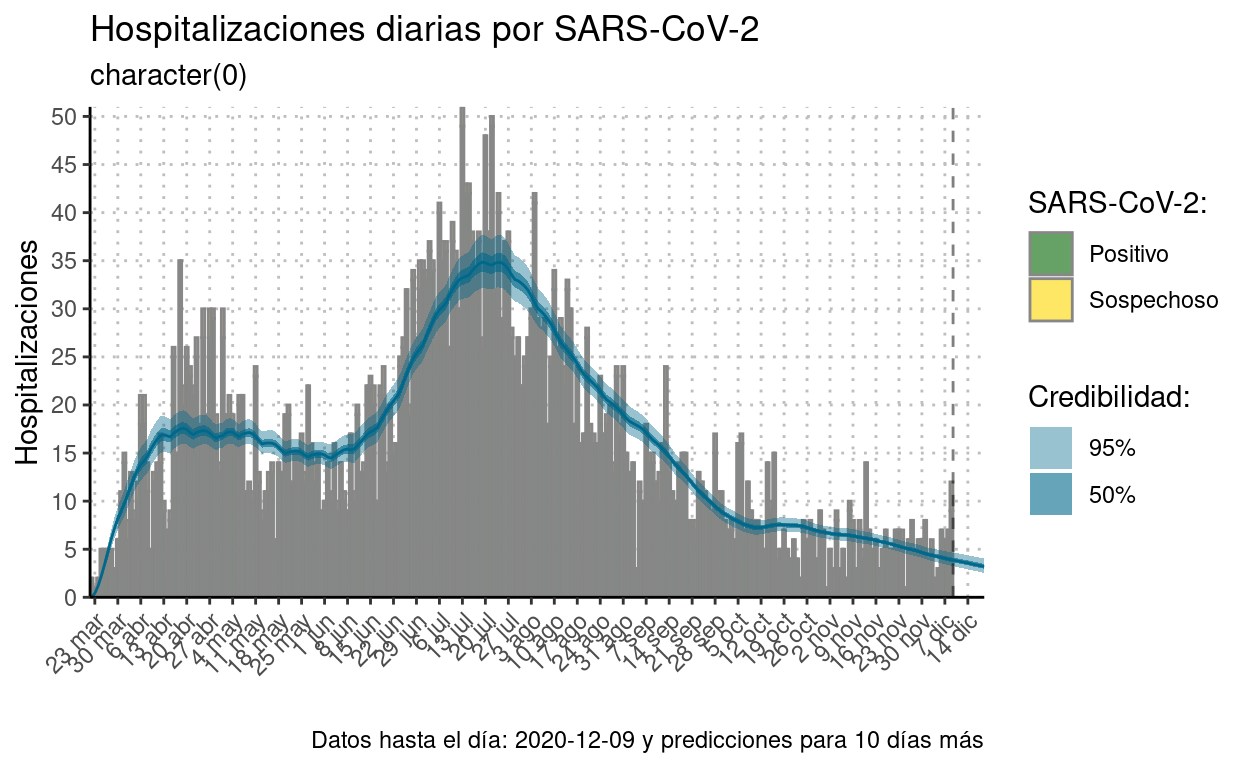 Hospitalizaciones diarias por SARS-CoV-2
character(0)
Hospitalizaciones
50
45
40
35
30
25
20
15
10
5
0
23 mar
30 mar
6 abr
13 abr
20 abr
27 abr
4 may
11 may
18 may
25 may
1 jun
8 jun
15 jun
22 jun
29 jun
6 jul
13 jul
20 jul
27 jul
3 ago
10 ago
17 ago
24 ago
31 ago
7 sep
14 sep
21 sep
28 sep
5 oct
12 oct
19 oct
26 oct
2 nov
9 nov
16 nov
23 nov
30 nov
7 dic
14 dic
SARS-CoV-2:
Positivo
Sospechoso
Credibilidad:
95%
50%
Datos hasta el día: 2020-12-09 y predicciones para 10 días más